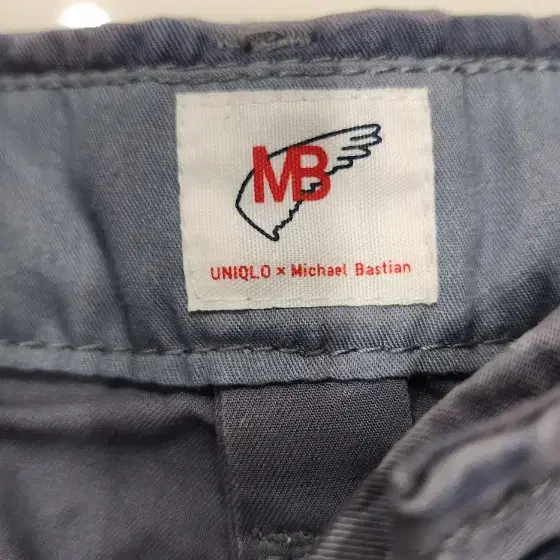 MB
UNIQLO × Michael Bastian